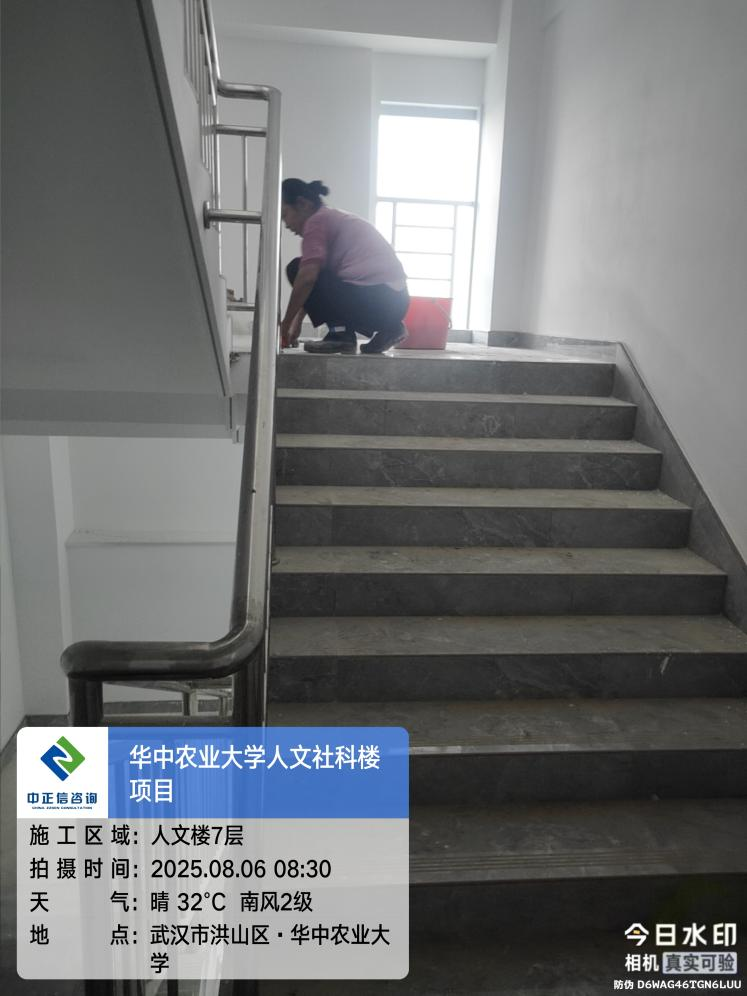 华中农业大学人文社科楼
项目
中正信咨询
施工区域：人文楼7层
拍摄时间：2025.08.06 08:30
天气：晴 32℃ 南风2级
地点：武汉市洪山区·华中农业大
学
今日水印
相机 真实可验
防伪 D6WAG46TGN6LUU